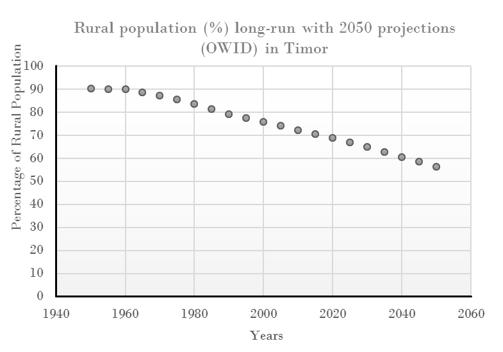 Rural population (%) long-run with 2050 projections
(OWID) in Timor
Percentage of Rural Population
100
90
80
70
60
50
40
30
20
10
0
1940 1960 1980 2000 2020 2040 2060
Years